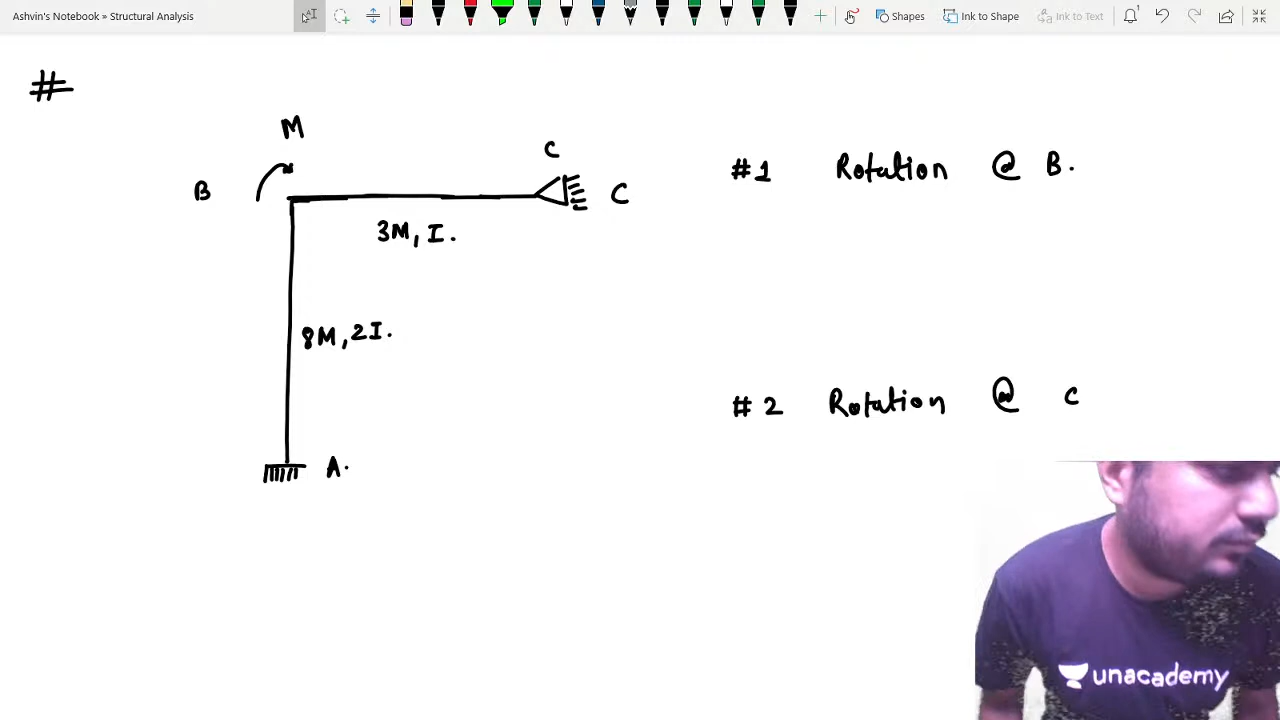 Ashvin's Notebook » Structural Analysis
Shapes
Ink to Shape
Ink to Text
#
M
C
B
C
#1 Rotation @ B.
3M, I.
8M, 2I.
#2 Rotation @ C
A.
unacademy